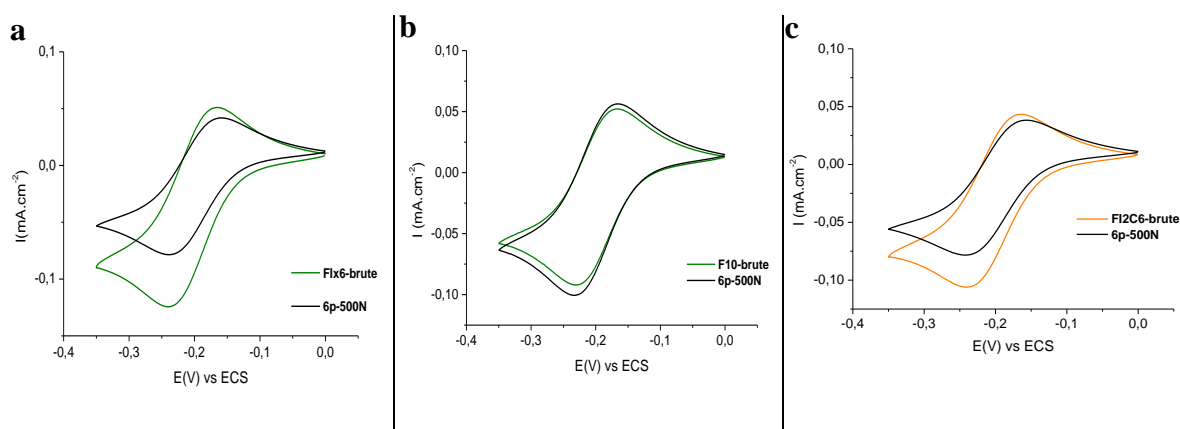 a
0,1
0,0
-0,1
I(mA.cm-2)
-0,4 -0,3 -0,2 -0,1 0,0
E(V) vs ECS
FIx6-brute
6p-500N
b
0,10
0,05
0,00
-0,05
-0,10
I (mA.cm-2)
-0,4 -0,3 -0,2 -0,1 0,0
E(V) vs ECS
F10-brute
6p-500N
c
0,10
0,05
0,00
-0,05
-0,10
I (mA.cm-2)
-0,4 -0,3 -0,2 -0,1 0,0
E(V) vs ECS
FI2C6-brute
6p-500N